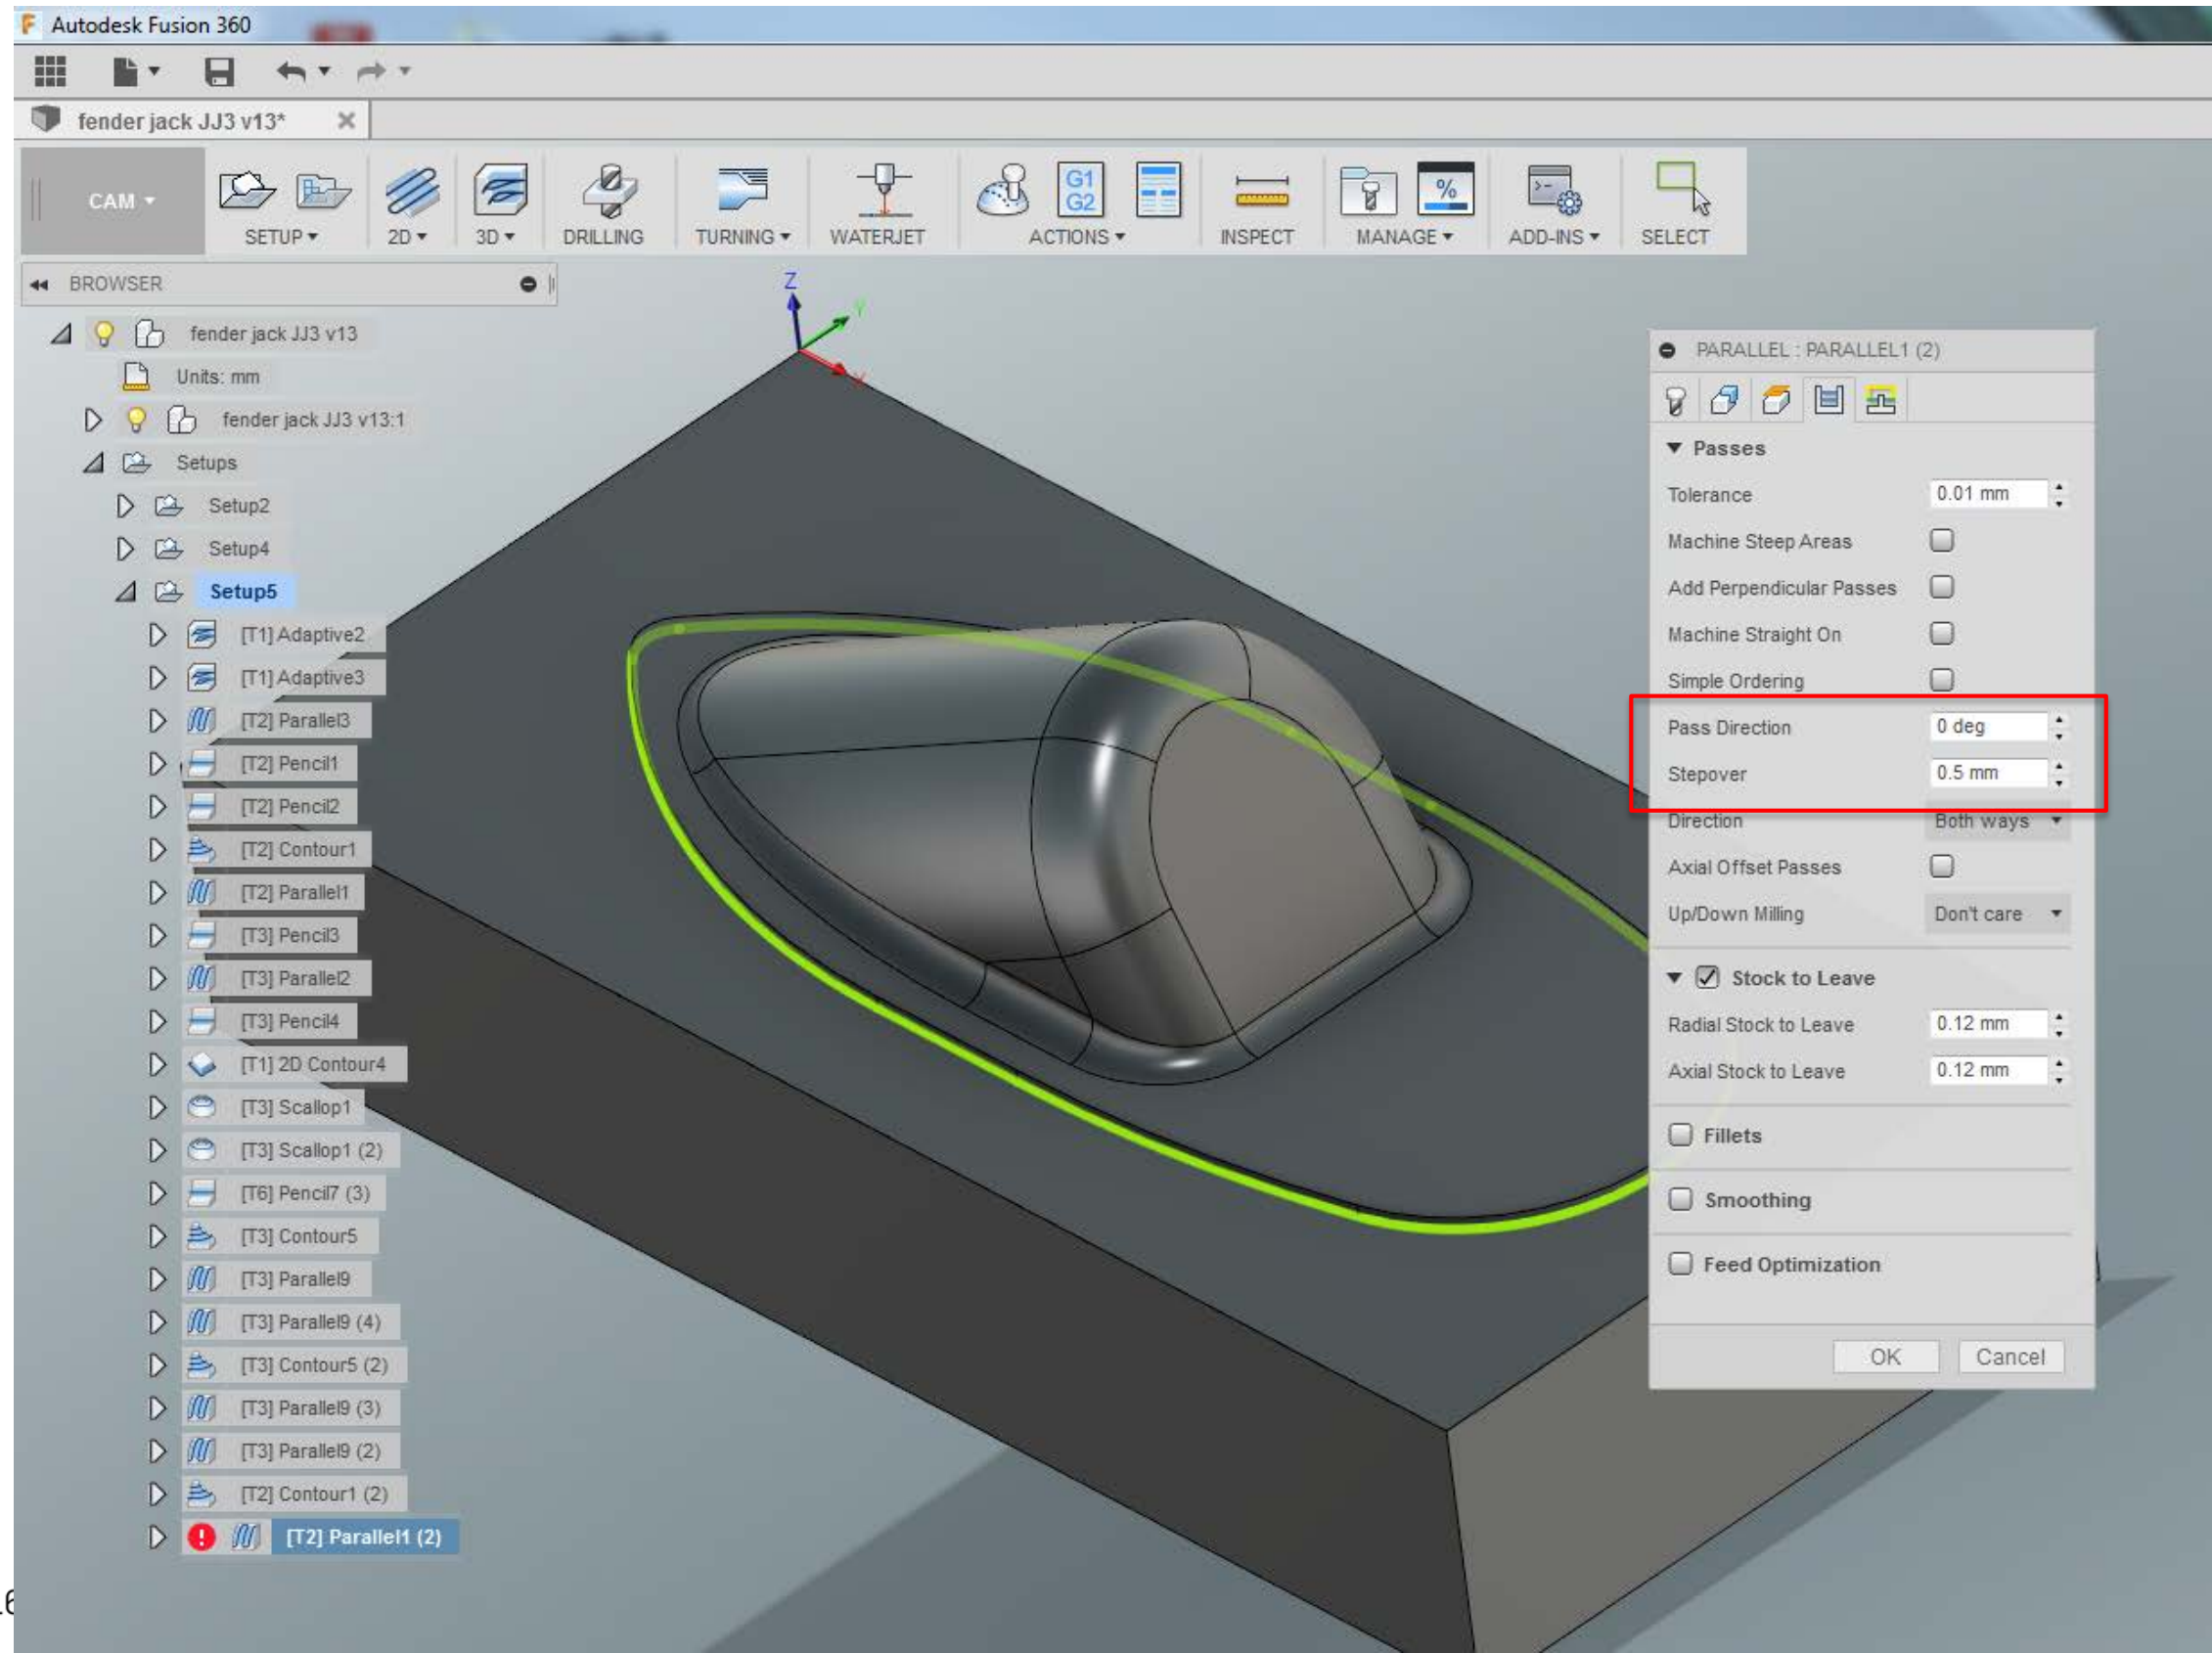 Autodesk Fusion 360
fender jack JJ3 v13*
CAM
G1
G2
%
SETUP
2D
3D
DRILLING
TURNING
WATERJET
ACTIONS
INSPECT
MANAGE
ADD-INS
SELECT
BROWSER
fender jack JJ3 v13
Units: mm
fender jack JJ3 v13:1
Setups
Setup2
Setup4
Setup5
[T1] Adaptive2
[T1] Adaptive3
[T2] Parallel3
[T2] Pencil1
[T2] Pencil2
[T2] Contour1
[T2] Parallel1
[T3] Pencil3
[T3] Parallel2
[T3] Pencil4
[T1] 2D Contour4
[T3] Scallop1
[T3] Scallop1 (2)
[T6] Pencil7 (3)
[T3] Contour5
[T3] Parallel9
[T3] Parallel9 (4)
[T3] Contour5 (2)
[T3] Parallel9 (3)
[T3] Parallel9 (2)
[T2] Contour1 (2)
[T2] Parallel1 (2)
Z
Y
X
PARALLEL : PARALLEL1 (2)
Passes
Tolerance 0.01 mm
Machine Steep Areas
Add Perpendicular Passes
Machine Straight On
Simple Ordering
Pass Direction 0 deg
Stepover 0.5 mm
Direction Both ways
Axial Offset Passes
Up/Down Milling Don't care
Stock to Leave
Radial Stock to Leave 0.12 mm
Axial Stock to Leave 0.12 mm
Fillets
Smoothing
Feed Optimization
OK Cancel